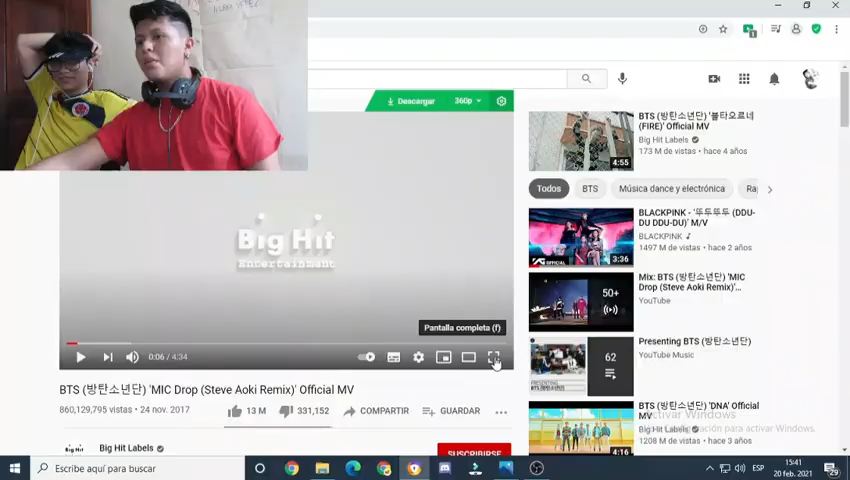 Descargar
360p
BTS (방탄소년단) '불타오르네
(FIRE)' Official MV
Big Hit Labels
173 M de vistas • hace 4 años
4:55
Todos
BTS
Música dance y electrónica
Ra
BLACKPINK - '뚜두뚜두 (DDU-
DU DDU-DU)' M/V
BLACKPINK
1497 M de vistas • hace 2 años
3:36
Big Hit
Entertainment
Mix: BTS (방탄소년단) 'MIC
Drop (Steve Aoki Remix)'...
YouTube
50+
Pantalla completa (f)
0:06 / 4:34
Presenting BTS (방탄소년단)
YouTube Music
62
BTS (방탄소년단) 'MIC Drop (Steve Aoki Remix)' Official MV
860,129,795 vistas • 24 nov. 2017
13 M
331,152
COMPARTIR
GUARDAR
BTS (방탄소년단) 'DNA' Official
MV
Big Hit Labels
1208 M de vistas • hace 3 años
4:16
Activar Windows
Big Hit Labels
SUSCRIBIRSE
Escribe aquí para buscar
ESP
15:41
20 feb. 2021
29